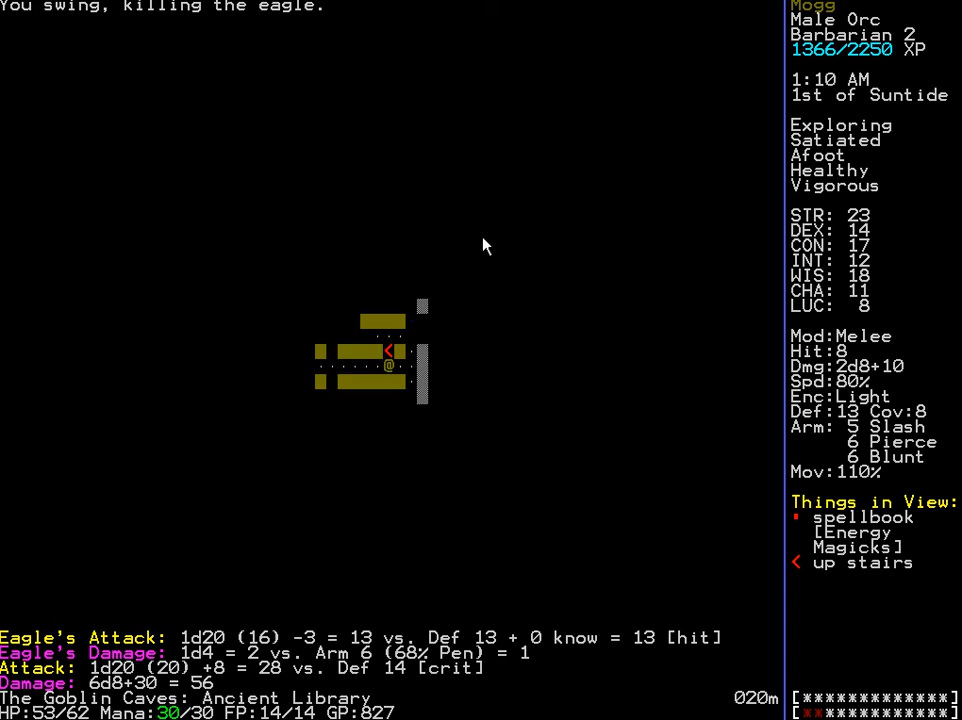 You swing, killing the eagle.
Mogg
Male Orc
Barbarian 2
1366/2250 XP
1:10 AM
1st of Suntide
Exploring
Satiated
Afoot
Healthy
Vigorous
STR: 23
DEX: 14
CON: 17
INT: 12
WIS: 18
CHA: 11
LUC: 8
Mod:Melee
Hit:8
Dmg:2d8+10
Spd:80%
Enc:Light
Def:13 Cov:8
Arm: 5 Slash
6 Pierce
6 Blunt
Mov:110%
Things in View:
spellbook
[Energy
Magicks]
< up stairs
<
@
Eagle's Attack: 1d20 (16) -3 = 13 vs. Def 13 + 0 know = 13 [hit]
Eagle's Damage: 1d4 = 2 vs. Arm 6 (68% Pen) = 1
Attack: 1d20 (20) +8 = 28 vs. Def 14 [crit]
Damage: 6d8+30 = 56
The Goblin Caves: Ancient Library 020m [*************]
HP:53/62 Mana:30/30 FP:14/14 GP:827 [*************]